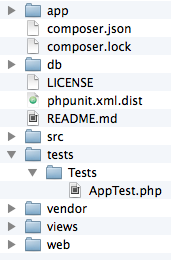 app
composer.json
composer.lock
db
LICENSE
phpunit.xml.dist
README.md
src
tests
Tests
AppTest.php
vendor
views
web